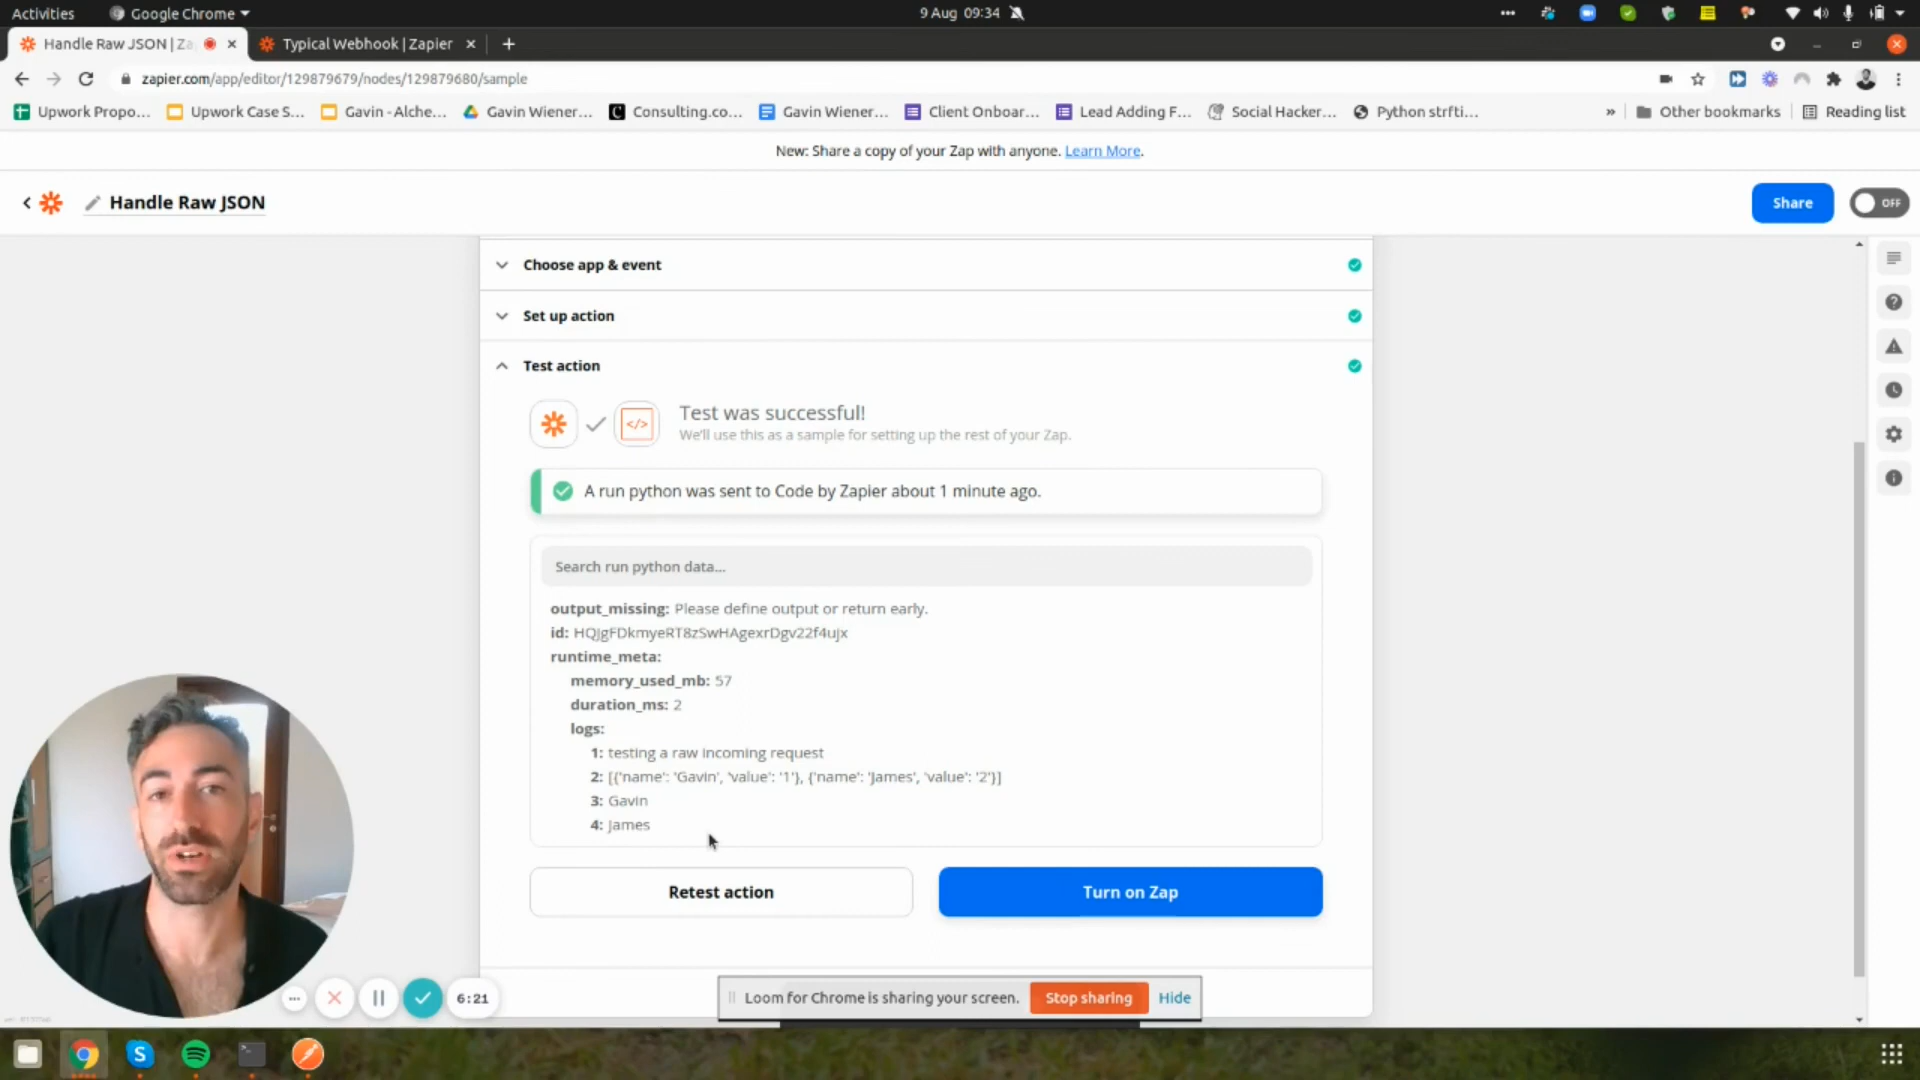 Activities
Google Chrome
9 Aug 09:34
Handle Raw JSON | Za
Typical Webhook | Zapier
zapier.com/app/editor/129879679/nodes/129879680/sample
Upwork Propo...
Upwork Case S...
Gavin - Alche...
Gavin Wiener...
Consulting.co...
Gavin Wiener...
Client Onboar...
Lead Adding F...
Social Hacker...
Python strfti...
»
Other bookmarks
Reading list
New: Share a copy of your Zap with anyone. Learn More.
Handle Raw JSON
Share
OFF
Choose app & event
Set up action
Test action
</>
Test was successful!
We'll use this as a sample for setting up the rest of your Zap.
A run python was sent to Code by Zapier about 1 minute ago.
Search run python data...
output_missing: Please define output or return early.
id: HQJgFDkmyeRT8zSwHAgexrDgv22f4ujx
runtime_meta:
memory_used_mb: 57
duration_ms: 2
logs:
1: testing a raw incoming request
2: [{'name': 'Gavin', 'value': '1'}, {'name': 'James', 'value': '2'}]
3: Gavin
4: James
Retest action
Turn on Zap
6:21
Loom for Chrome is sharing your screen.
Stop sharing
Hide